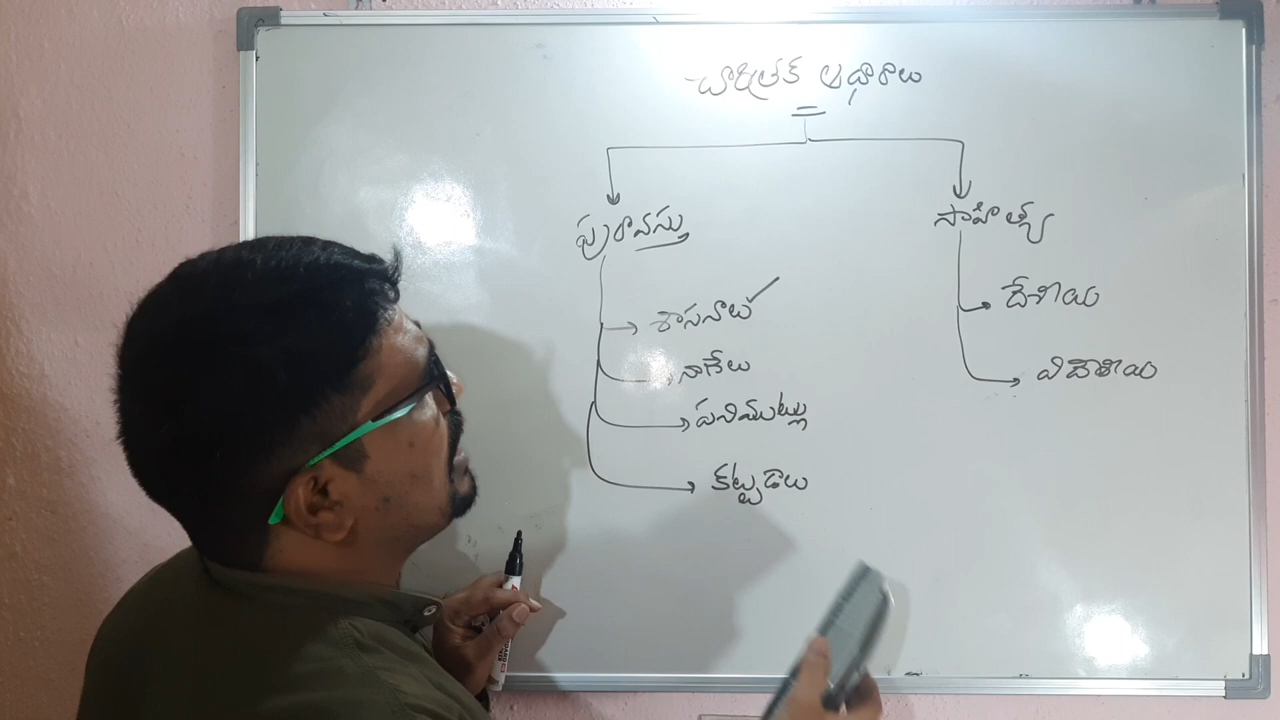 చారిత్రక ఆధారాలు
పురావస్తు
సాహిత్య
శాసనాలు
నాణేలు
పనిముట్లు
కట్టడాలు
దేశీయ
విదేశీయ